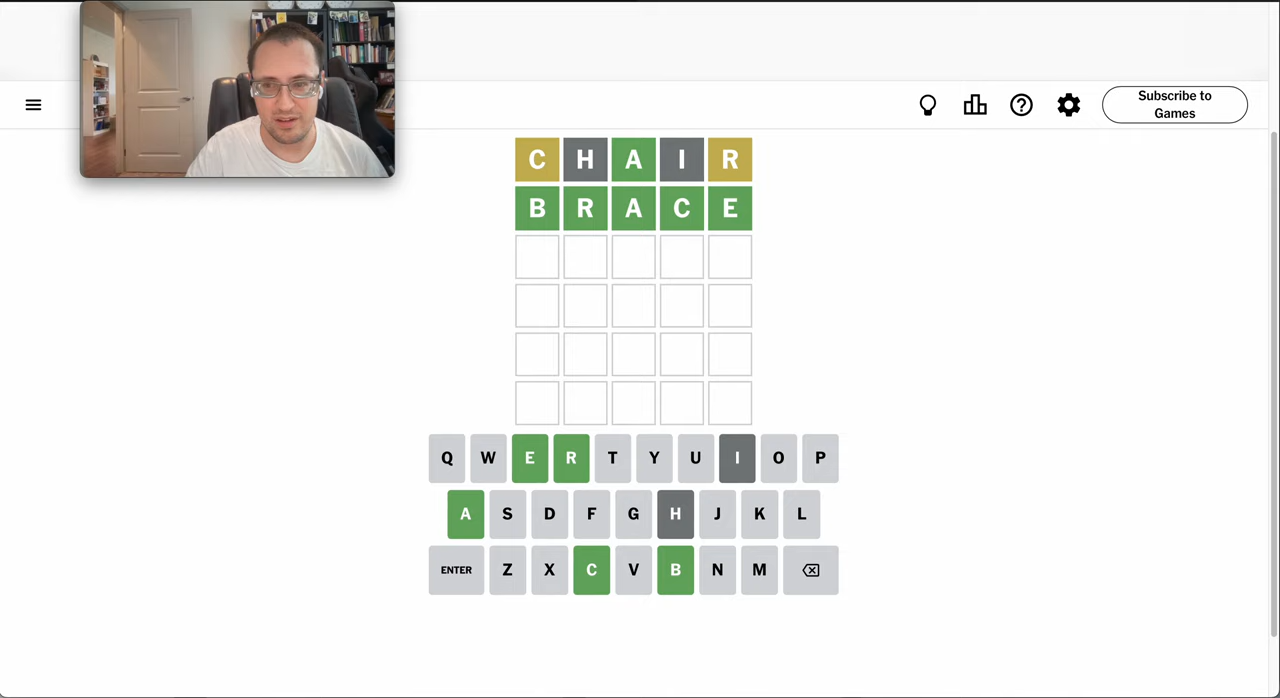 Subscribe to
Games
C H A I R
B R A C E
Q W E R T Y U I O P
A S D F G H J K L
ENTER Z X C V B N M